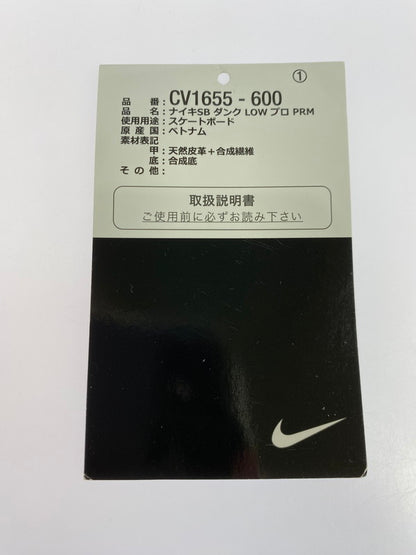 ①
品番：CV1655 - 600
品名：ナイキSB ダンク LOW プロ PRM
使用用途：スケートボード
原産国：ベトナム
素材表記
甲：天然皮革＋合成繊維
底：合成底
その他：
取扱説明書
ご使用前に必ずお読み下さい